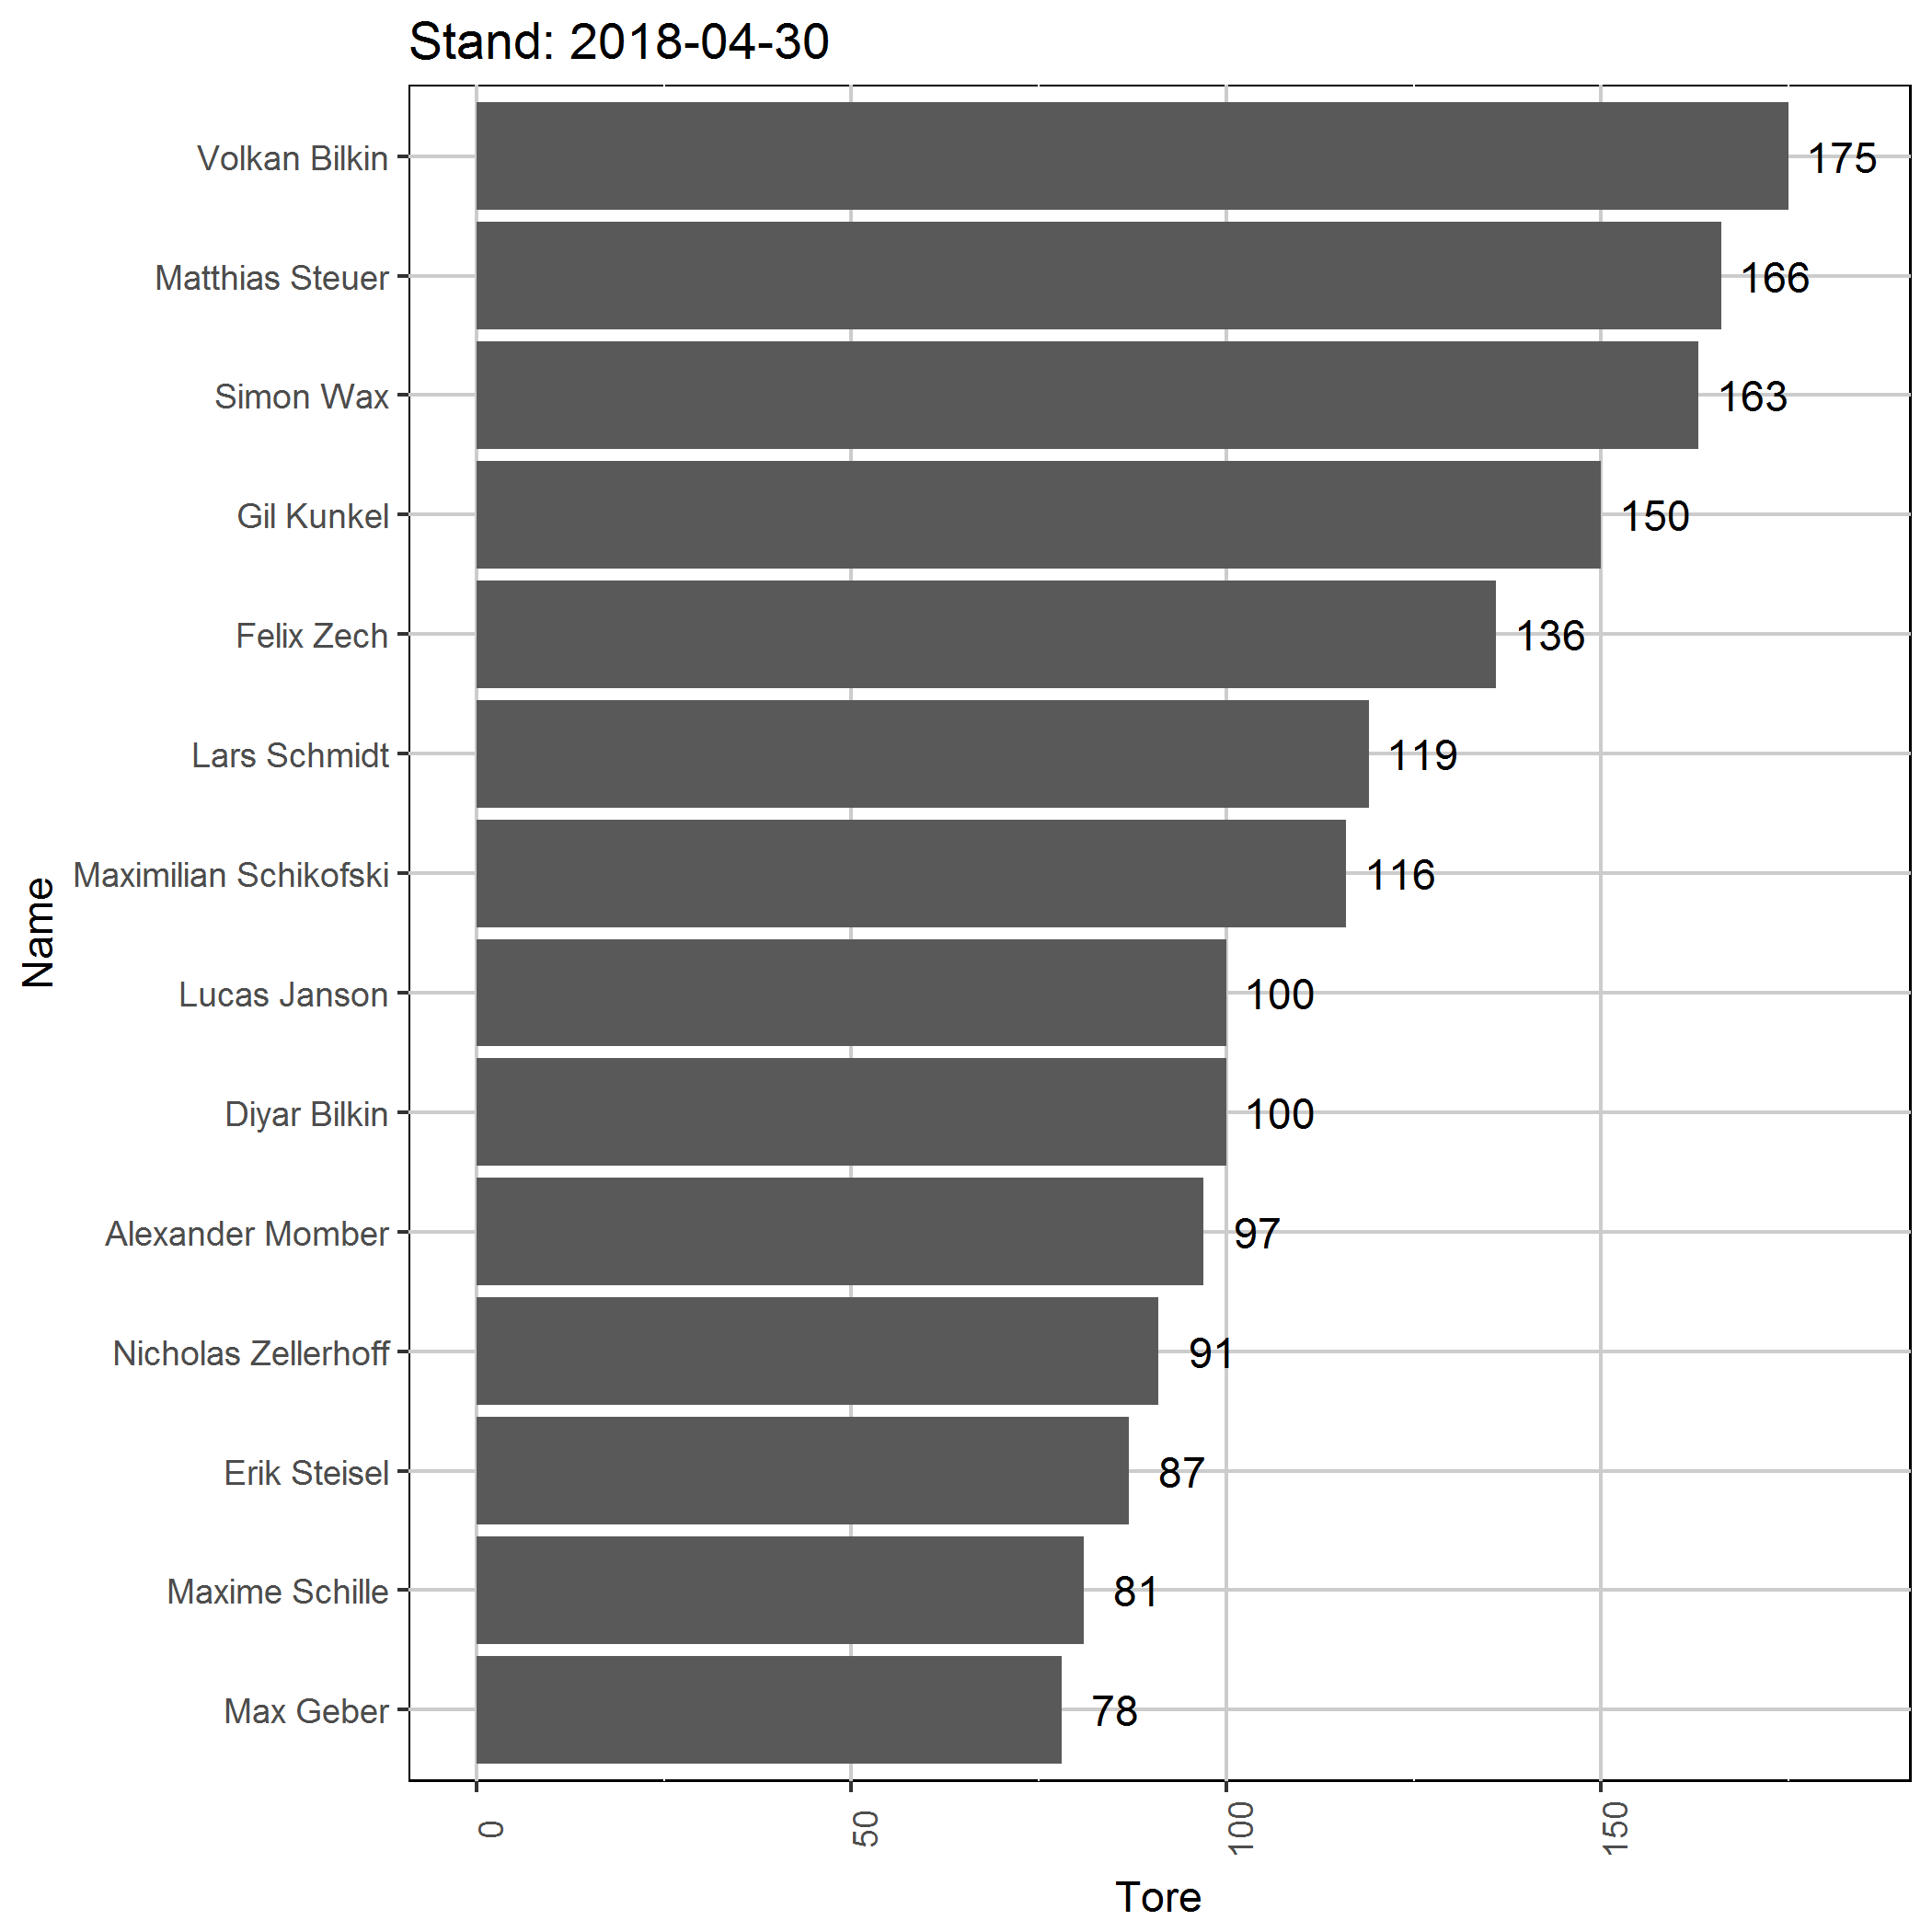 Stand: 2018-04-30
Volkan Bilkin 175
Matthias Steuer 166
Simon Wax 163
Gil Kunkel 150
Felix Zech 136
Lars Schmidt 119
Maximilian Schikofski 116
Lucas Janson 100
Diyar Bilkin 100
Alexander Momber 97
Nicholas Zellerhoff 91
Erik Steisel 87
Maxime Schille 81
Max Geber 78
Name
0 50 100 150
Tore